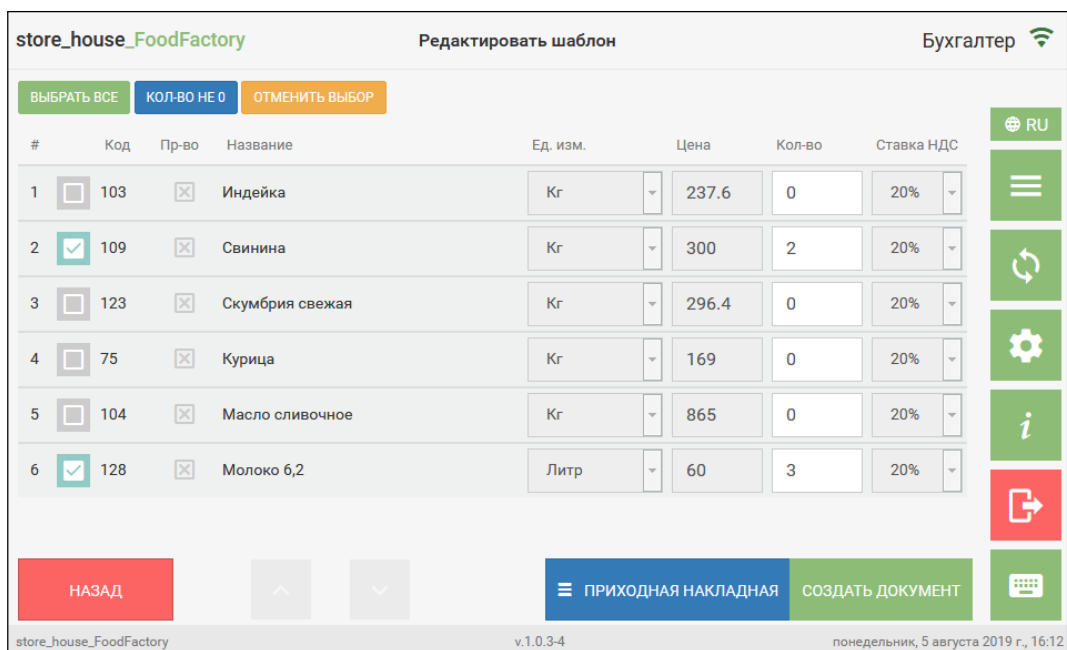 store_house_FoodFactory Редактировать шаблон Бухгалтер
ВЫБРАТЬ ВСЕ КОЛ-ВО НЕ 0 ОТМЕНИТЬ ВЫБОР
RU
# Код Пр-во Название Ед. изм. Цена Кол-во Ставка НДС
1 103 Индейка Кг 237.6 0 20%
2 109 Свинина Кг 300 2 20%
3 123 Скумбрия свежая Кг 296.4 0 20%
4 75 Курица Кг 169 0 20%
5 104 Масло сливочное Кг 865 0 20%
6 128 Молоко 6,2 Литр 60 3 20%
НАЗАД ПРИХОДНАЯ НАКЛАДНАЯ СОЗДАТЬ ДОКУМЕНТ
store_house_FoodFactory v.1.0.3-4 понедельник, 5 августа 2019 г., 16:12